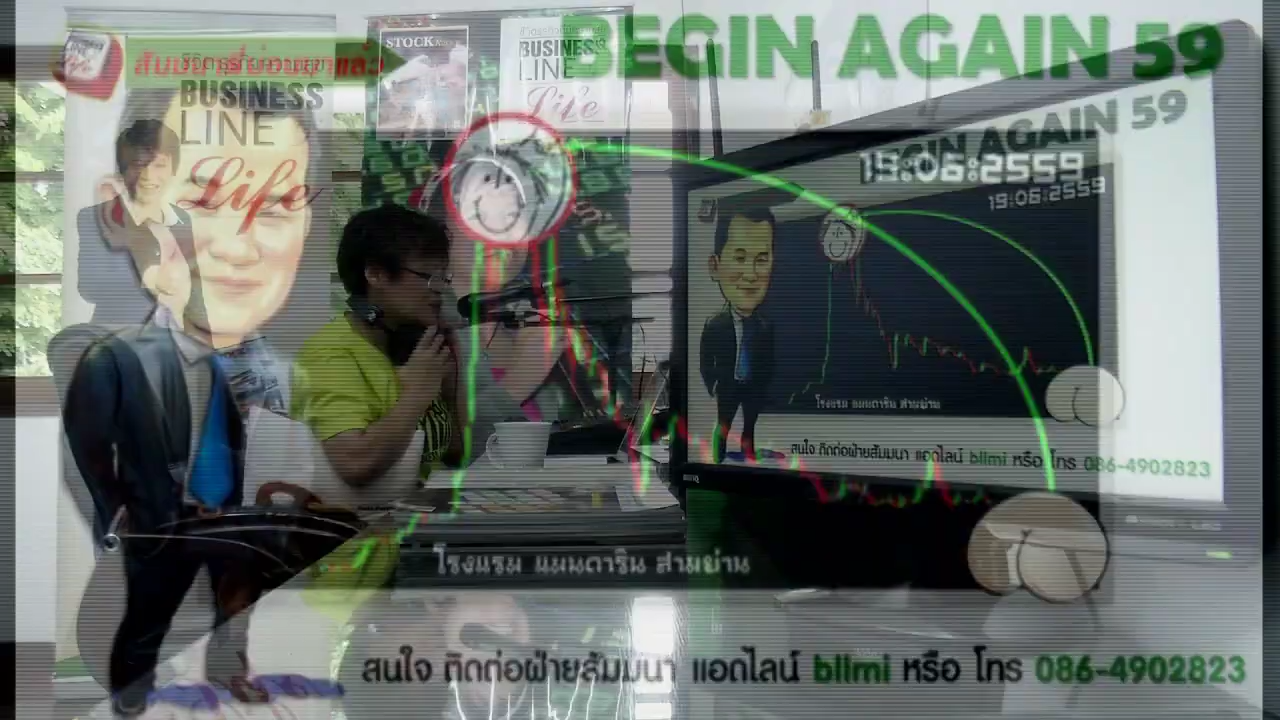 BEGIN AGAIN 59
STOCK
BUSINESS
LINE
Life
BUSINESS
LINE
Life
BEGIN AGAIN 59
19:06:2559
19:06:2559
โรงแรม แมนดาริน สามย่าน
สนใจ ติดต่อฝ่ายสัมมนา แอดไลน์ blimi หรือ โทร 086-4902823
โรงแรม แมนดาริน สามย่าน
สนใจ ติดต่อฝ่ายสัมมนา แอดไลน์ blimi หรือ โทร 086-4902823